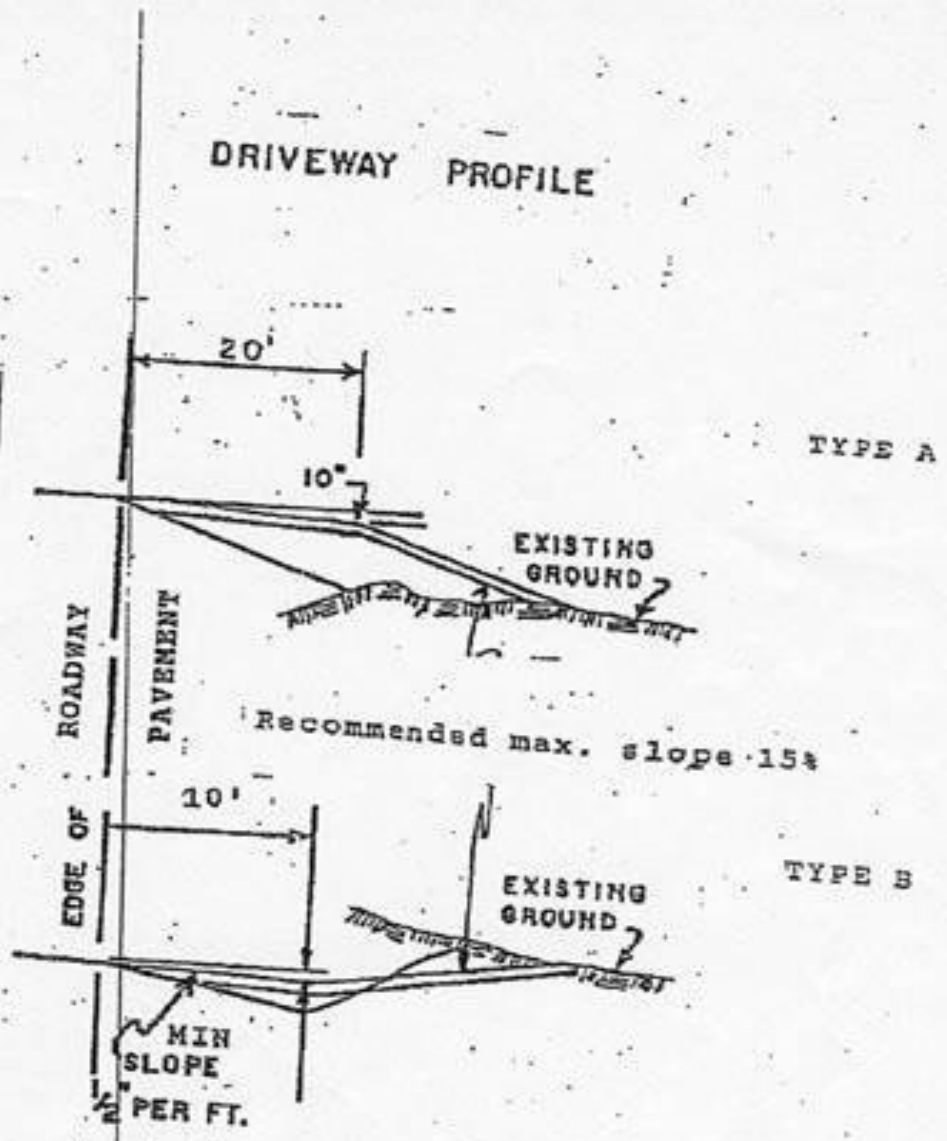 DRIVEWAY PROFILE
20'
TYPE A
10"
EXISTING
GROUND
EDGE OF ROADWAY
PAVEMENT
Recommended max. slope 15%
10'
TYPE B
EXISTING
GROUND
MIN
SLOPE
1/2" PER FT.